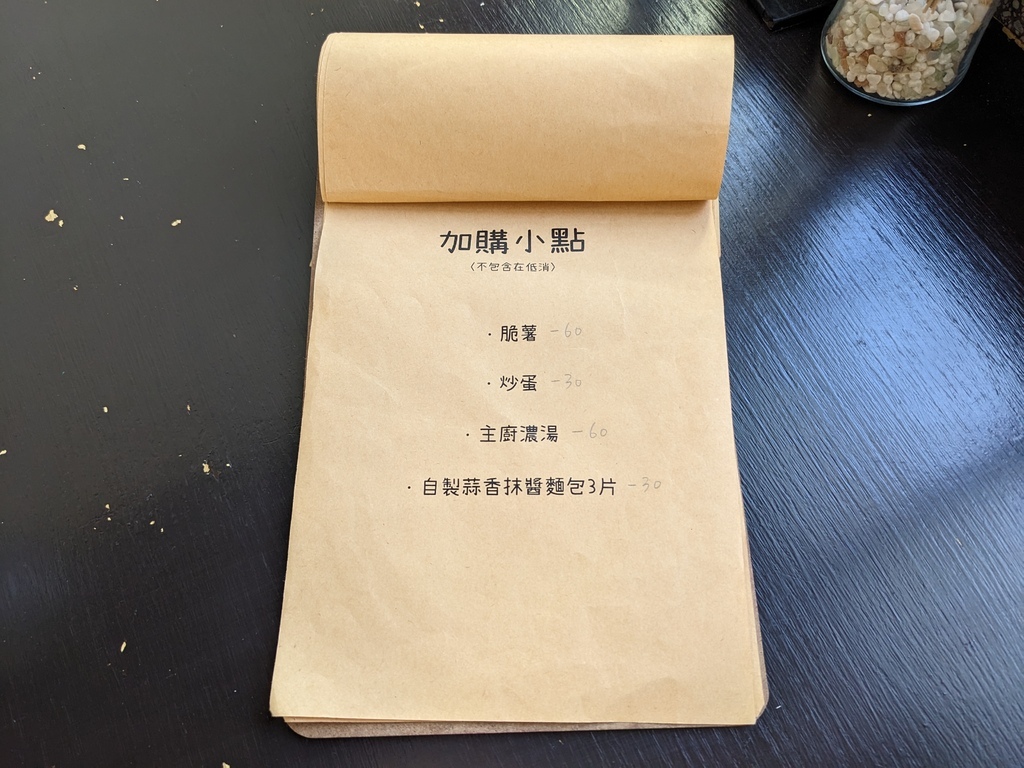 加購小點
（不包含在低消）
· 脆薯 -60
· 炒蛋 -30
· 主廚濃湯 -60
· 自製蒜香抹醬麵包3片 -30